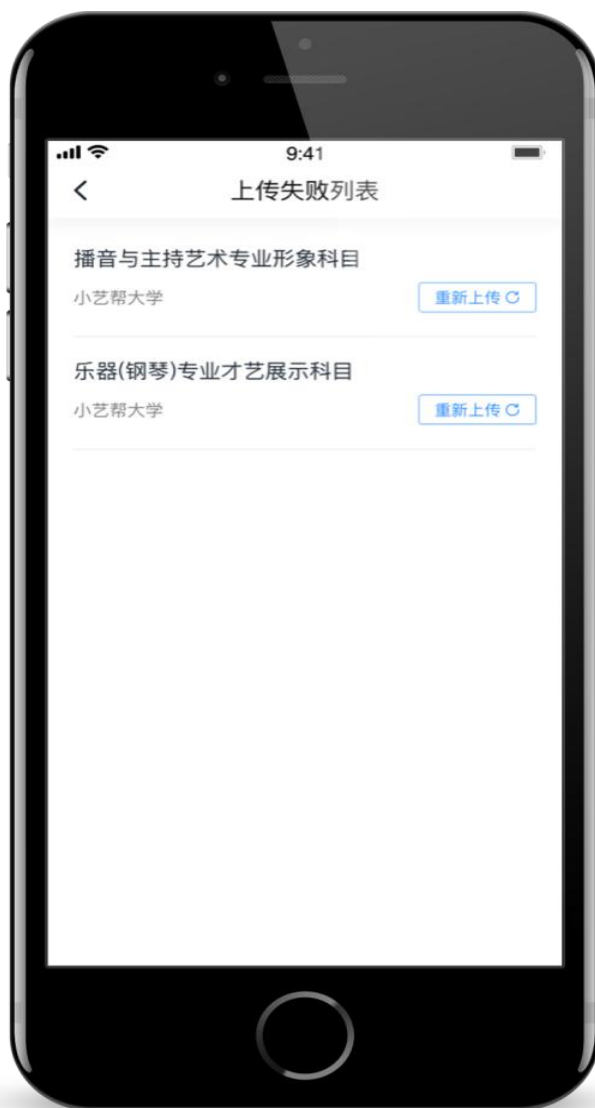 9:41
上传失败列表
播音与主持艺术专业形象科目
小艺帮大学
重新上传
乐器(钢琴)专业才艺展示科目
小艺帮大学
重新上传